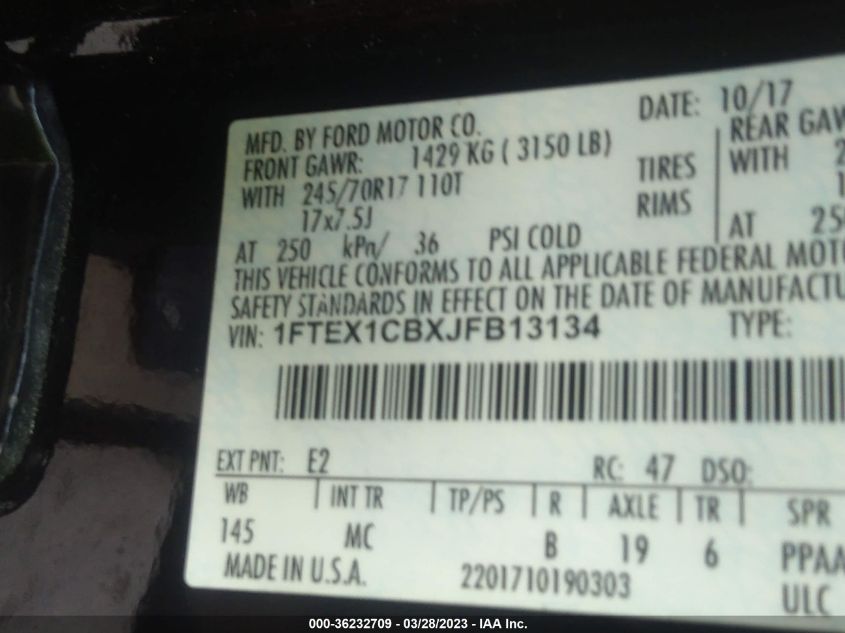 MFD. BY FORD MOTOR CO.
DATE: 10/17
FRONT GAWR: 1429 KG ( 3150 LB)
REAR GAW
WITH 245/70R17 110T
TIRES
WITH 2
17x7.5J
RIMS
1
AT 250 kPa/ 36 PSI COLD
AT 250
THIS VEHICLE CONFORMS TO ALL APPLICABLE FEDERAL MOTO
SAFETY STANDARDS IN EFFECT ON THE DATE OF MANUFACTU
VIN: 1FTEX1CBXJFB13134
TYPE:
EXT PNT: E2
RC: 47 DSO:
WB | INT TR | TP/PS | R | AXLE | TR | SPR
145 MC B 19 6 PPAA
MADE IN U.S.A. 2201710190303 ULC
000-36232709 — 03/28/2023 — IAA Inc.